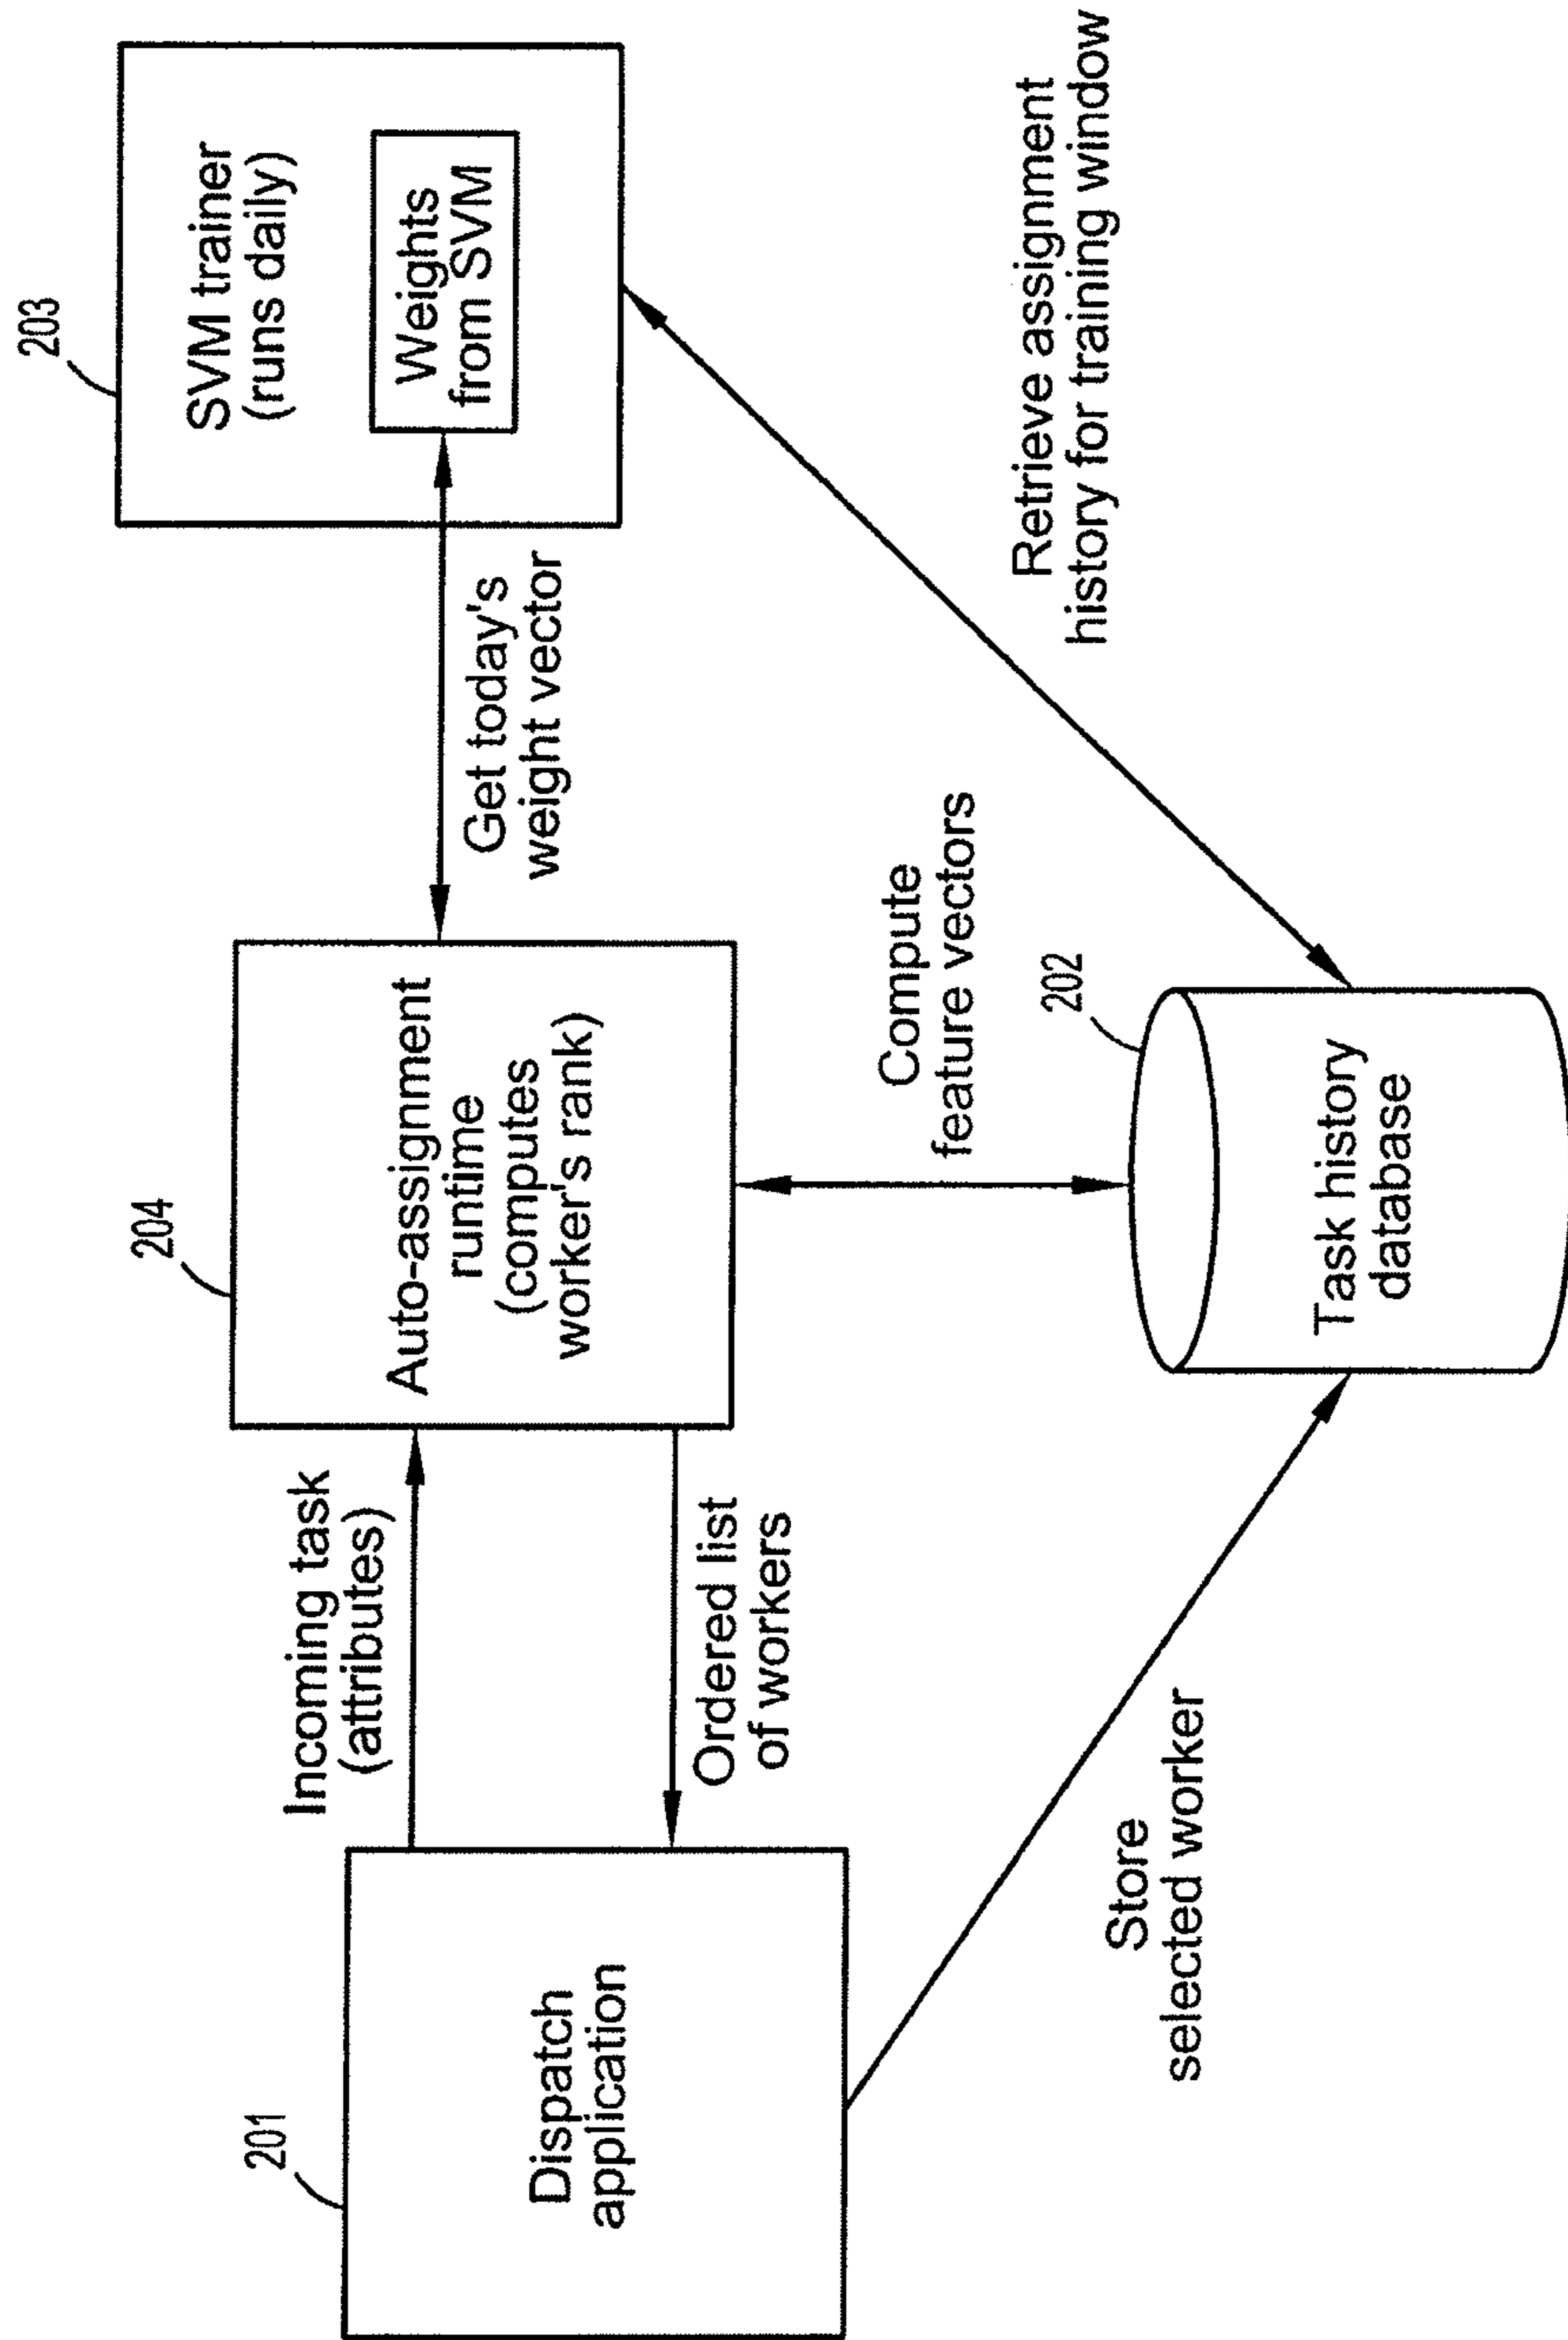 201
Dispatch
application
Incoming task
(attributes)
Ordered list
of workers
204
Auto-assignment
runtime
(computes
worker's rank)
Get today's
weight vector
203
SVM trainer
(runs daily)
Weights
from SVM
Store
selected worker
Compute
feature vectors
202
Task history
database
Retrieve assignment
history for training window